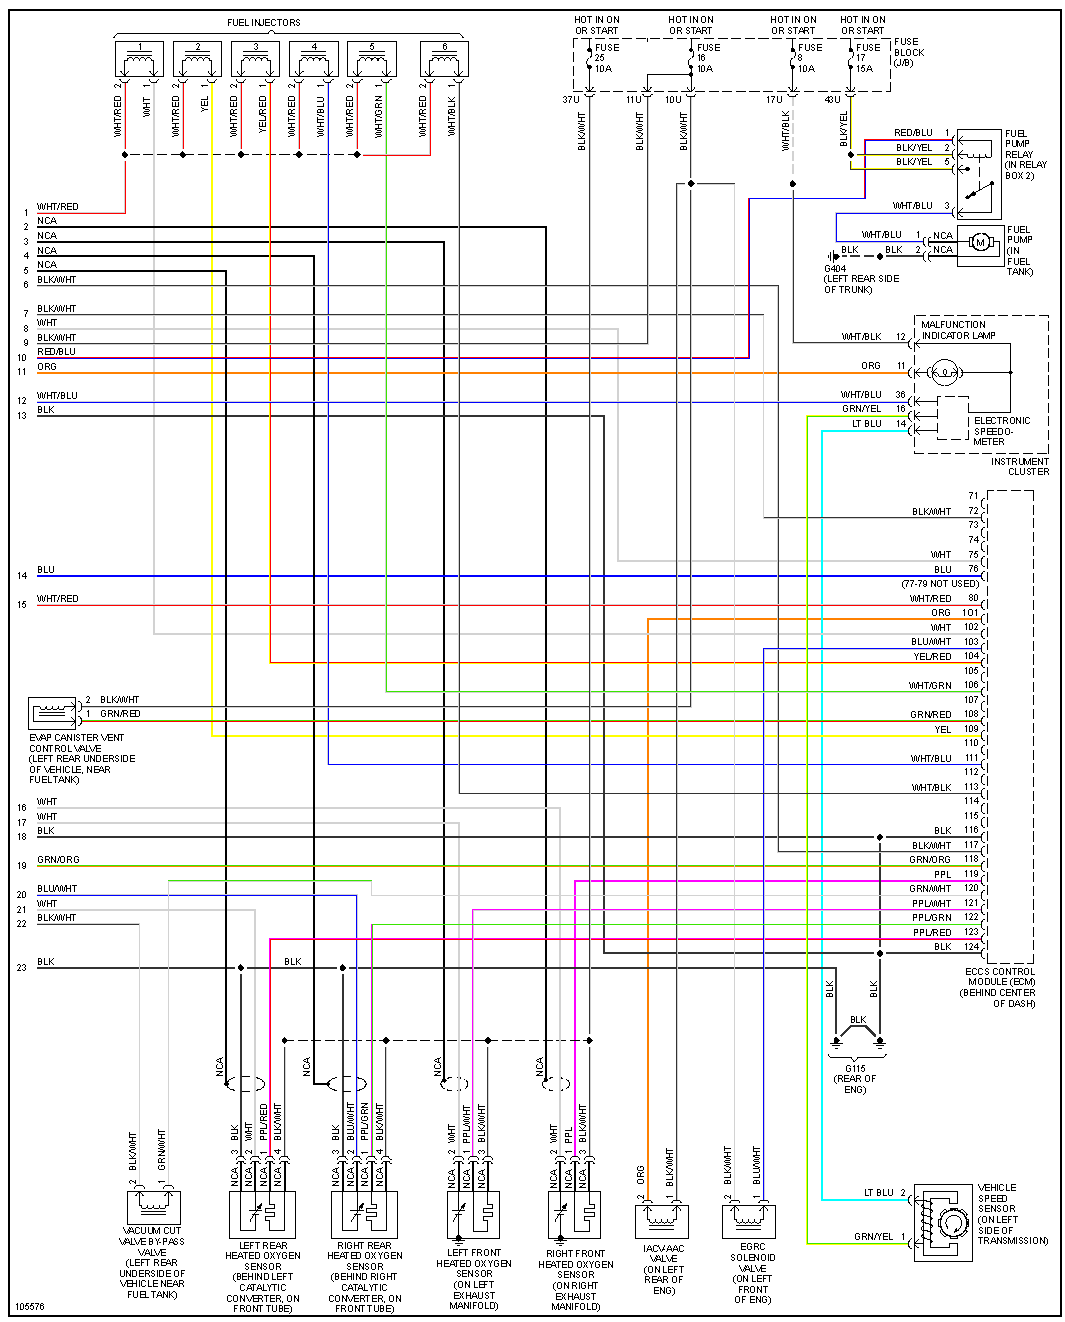 FUEL INJECTORS
1 2 3 4 5 6
2 1 2 1 2 1 2 1 2 1 2 1
WHT/RED WHT WHT/RED YEL WHT/RED YEL/RED WHT/RED WHT/BLU WHT/RED WHT/GRN WHT/RED WHT/BLK
HOT IN ON OR START
HOT IN ON OR START
HOT IN ON OR START
HOT IN ON OR START
FUSE 25 10A
FUSE 16 10A
FUSE 8 10A
FUSE 17 15A
FUSE BLOCK (J/B)
37U 11U 10U 17U 43U
BLK/WHT BLK/WHT BLK/WHT WHT/BLK BLK/YEL
RED/BLU 1
BLK/YEL 2
BLK/YEL 5
WHT/BLU 3
FUEL
PUMP
RELAY
(IN RELAY
BOX 2)
WHT/BLU 1 NCA
BLK BLK 2 NCA
M
FUEL
PUMP
(IN
FUEL
TANK)
G404
(LEFT REAR SIDE
OF TRUNK)
1 WHT/RED
2 NCA
3 NCA
4 NCA
5 NCA
6 BLK/WHT
7 BLK/WHT
8 WHT
9 BLK/WHT
10 RED/BLU
11 ORG
12 WHT/BLU
13 BLK
14 BLU
15 WHT/RED
MALFUNCTION
INDICATOR LAMP
WHT/BLK 12
ORG 11
WHT/BLU 36
GRN/YEL 16
LT BLU 14
ELECTRONIC
SPEEDO-
METER
INSTRUMENT
CLUSTER
71
BLK/WHT 72
73
74
WHT 75
BLU 76
(77-79 NOT USED)
WHT/RED 80
ORG 101
WHT 102
BLU/WHT 103
YEL/RED 104
105
WHT/GRN 106
107
GRN/RED 108
YEL 109
110
WHT/BLU 111
112
WHT/BLK 113
114
115
BLK 116
BLK/WHT 117
GRN/ORG 118
PPL 119
GRN/WHT 120
PPL/WHT 121
PPL/GRN 122
PPL/RED 123
BLK 124
ECCS CONTROL
MODULE (ECM)
(BEHIND CENTER
OF DASH)
2 BLK/WHT
1 GRN/RED
EVAP CANISTER VENT
CONTROL VALVE
(LEFT REAR UNDERSIDE
OF VEHICLE, NEAR
FUEL TANK)
16 WHT
17 WHT
18 BLK
19 GRN/ORG
20 BLU/WHT
21 WHT
22 BLK/WHT
23 BLK BLK
BLK BLK
BLK
G115
(REAR OF
ENG)
NCA NCA NCA NCA
BLK/WHT 2
GRN/WHT 1
VACUUM CUT
VALVE BY-PASS
VALVE
(LEFT REAR
UNDERSIDE OF
VEHICLE NEAR
FUEL TANK)
BLK WHT PPL/RED BLK/WHT
3 2 1 4
NCA NCA NCA NCA
LEFT REAR
HEATED OXYGEN
SENSOR
(BEHIND LEFT
CATALYTIC
CONVERTER, ON
FRONT TUBE)
BLK BLU/WHT PPL/GRN BLK/WHT
3 2 1 4
NCA NCA NCA NCA
RIGHT REAR
HEATED OXYGEN
SENSOR
(BEHIND RIGHT
CATALYTIC
CONVERTER, ON
FRONT TUBE)
WHT PPL/WHT BLK/WHT
2 1 3
NCA NCA NCA
LEFT FRONT
HEATED OXYGEN
SENSOR
(ON LEFT
EXHAUST
MANIFOLD)
WHT PPL BLK/WHT
2 1 3
NCA NCA NCA
RIGHT FRONT
HEATED OXYGEN
SENSOR
(ON RIGHT
EXHAUST
MANIFOLD)
ORG BLK/WHT
2 1
IACV/AAC
VALVE
(ON LEFT
REAR OF
ENG)
BLK/WHT BLU/WHT
2 1
EGRC
SOLENOID
VALVE
(ON LEFT
FRONT
OF ENG)
LT BLU 2
GRN/YEL 1
VEHICLE
SPEED
SENSOR
(ON LEFT
SIDE OF
TRANSMISSION)
105576